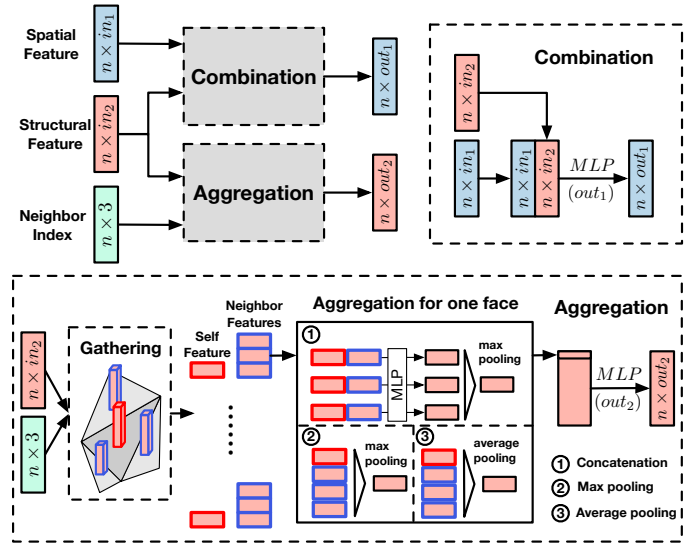 Spatial
Feature
n × in₁
Combination
n × out₁
Structural
Feature
n × in₂
Aggregation
n × out₂
Neighbor
Index
n × 3
Combination
n × in₂
n × in₁
n × in₁
n × in₂
MLP
(out₁)
n × out₁
n × in₂
n × 3
Gathering
Self
Feature
Neighbor
Features
Aggregation for one face
1
MLP
max
pooling
2
max
pooling
3
average
pooling
Aggregation
MLP
(out₂)
n × out₂
1 Concatenation
2 Max pooling
3 Average pooling